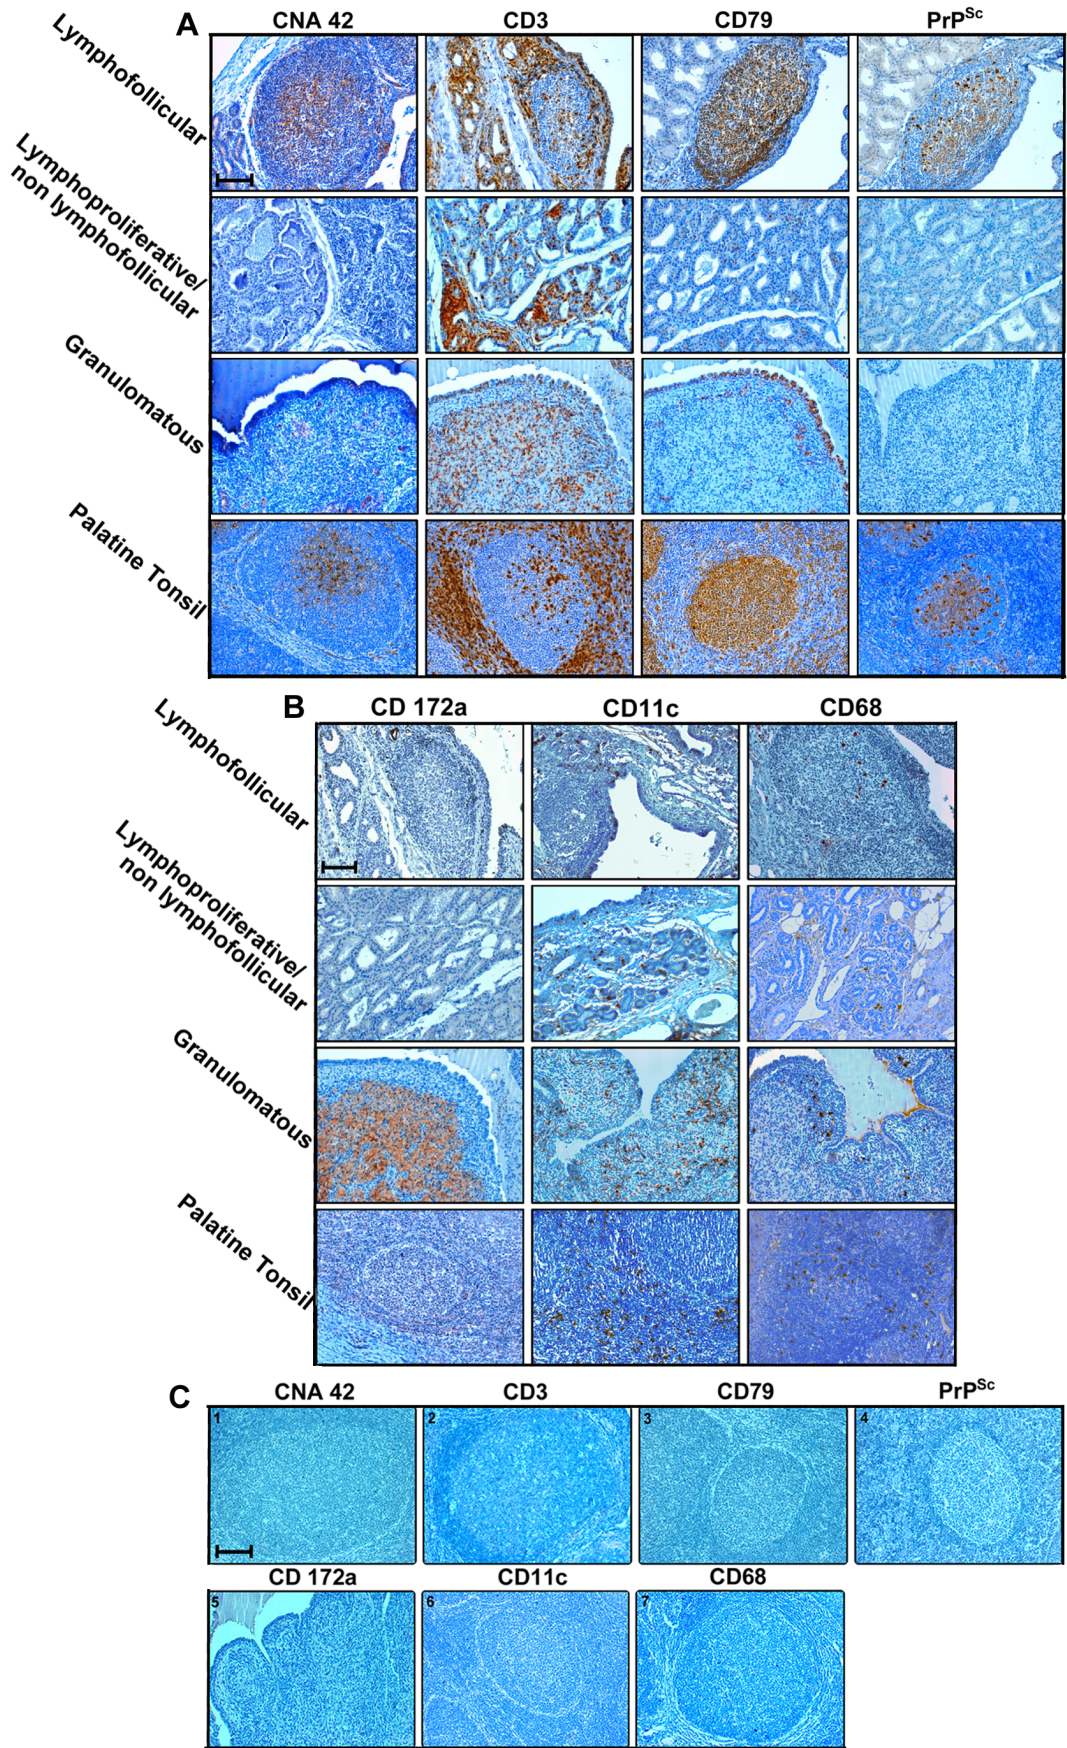 A
CNA 42 CD3 CD79 PrPSc
Lymphofollicular
Lymphoproliferative/
non lymphofollicular
Granulomatous
Palatine Tonsil
B
CD 172a CD11c CD68
Lymphofollicular
Lymphoproliferative/
non lymphofollicular
Granulomatous
Palatine Tonsil
C
CNA 42 CD3 CD79 PrPSc
1 2 3 4
CD 172a CD11c CD68
5 6 7